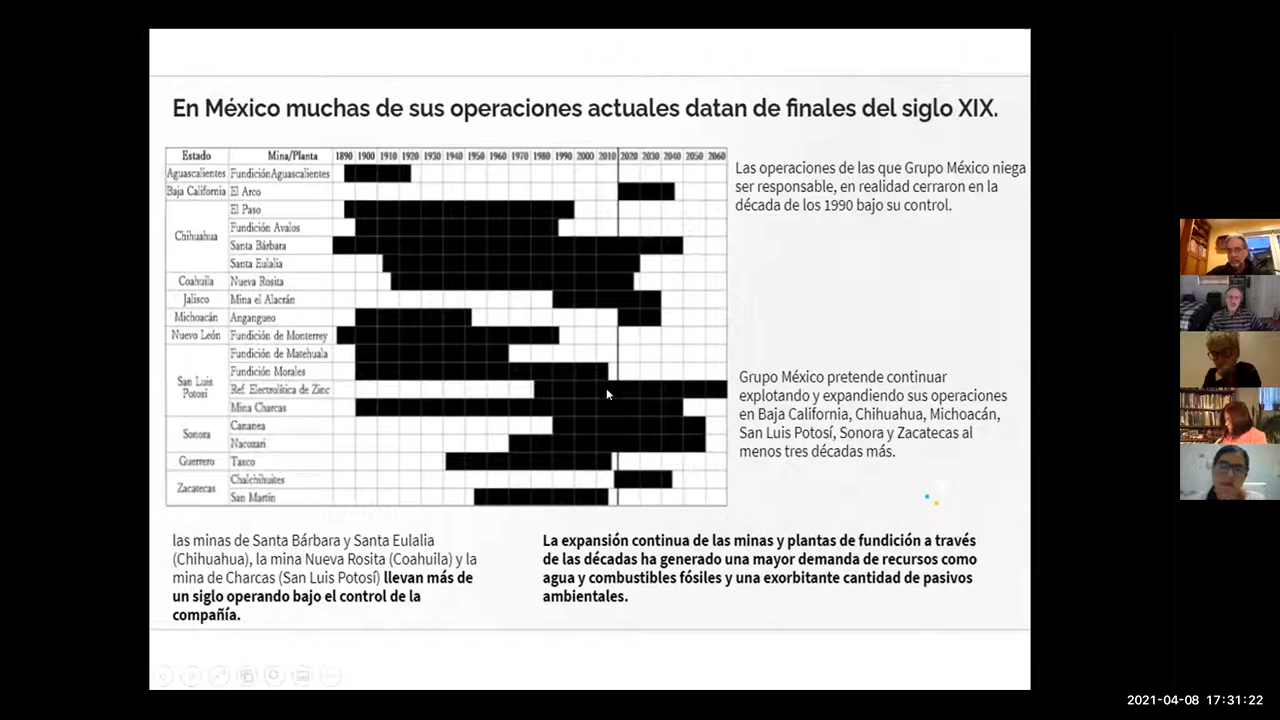 En México muchas de sus operaciones actuales datan de finales del siglo XIX.
Estado Mina/Planta 1890 1900 1910 1920 1930 1940 1950 1960 1970 1980 1990 2000 2010 2020 2030 2040 2050 2060
Aguascalientes FundiciónAguascalientes
Baja California El Arco
Chihuahua
El Paso
Fundición Avalos
Santa Bárbara
Santa Eulalia
Coahuila Nueva Rosita
Jalisco Mina el Alacrán
Michoacán Angangueo
Nuevo León Fundición de Monterrey
San Luis
Potosí
Fundición de Matehuala
Fundición Morales
Ref. Electrolítica de Zinc
Mina Charcas
Sonora
Cananea
Nacozari
Guerrero Taxco
Zacatecas
Chalchihuites
San Martín
Las operaciones de las que Grupo México niega
ser responsable, en realidad cerraron en la
década de los 1990 bajo su control.
Grupo México pretende continuar
explotando y expandiendo sus operaciones
en Baja California, Chihuahua, Michoacán,
San Luis Potosí, Sonora y Zacatecas al
menos tres décadas más.
las minas de Santa Bárbara y Santa Eulalia
(Chihuahua), la mina Nueva Rosita (Coahuila) y la
mina de Charcas (San Luis Potosí) llevan más de
un siglo operando bajo el control de la
compañía.
La expansión continua de las minas y plantas de fundición a través
de las décadas ha generado una mayor demanda de recursos como
agua y combustibles fósiles y una exorbitante cantidad de pasivos
ambientales.
2021-04-08 17:31:22